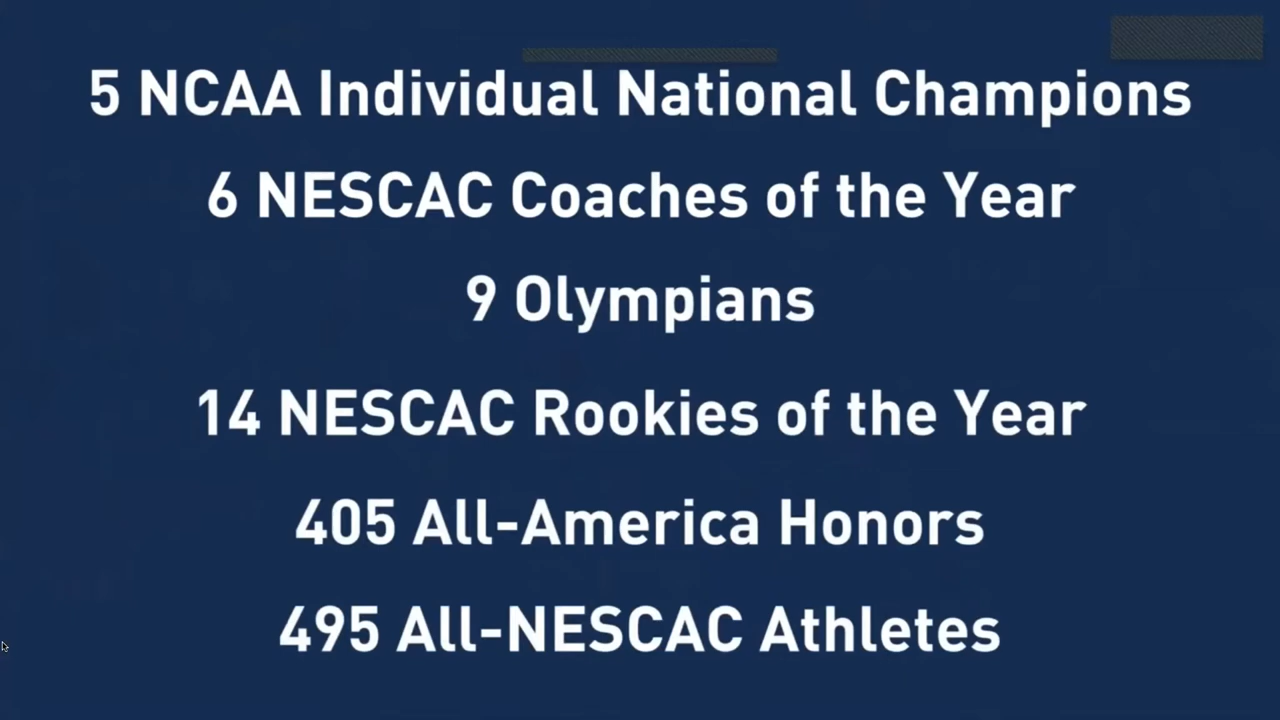 5 NCAA Individual National Champions
6 NESCAC Coaches of the Year
9 Olympians
14 NESCAC Rookies of the Year
405 All-America Honors
495 All-NESCAC Athletes